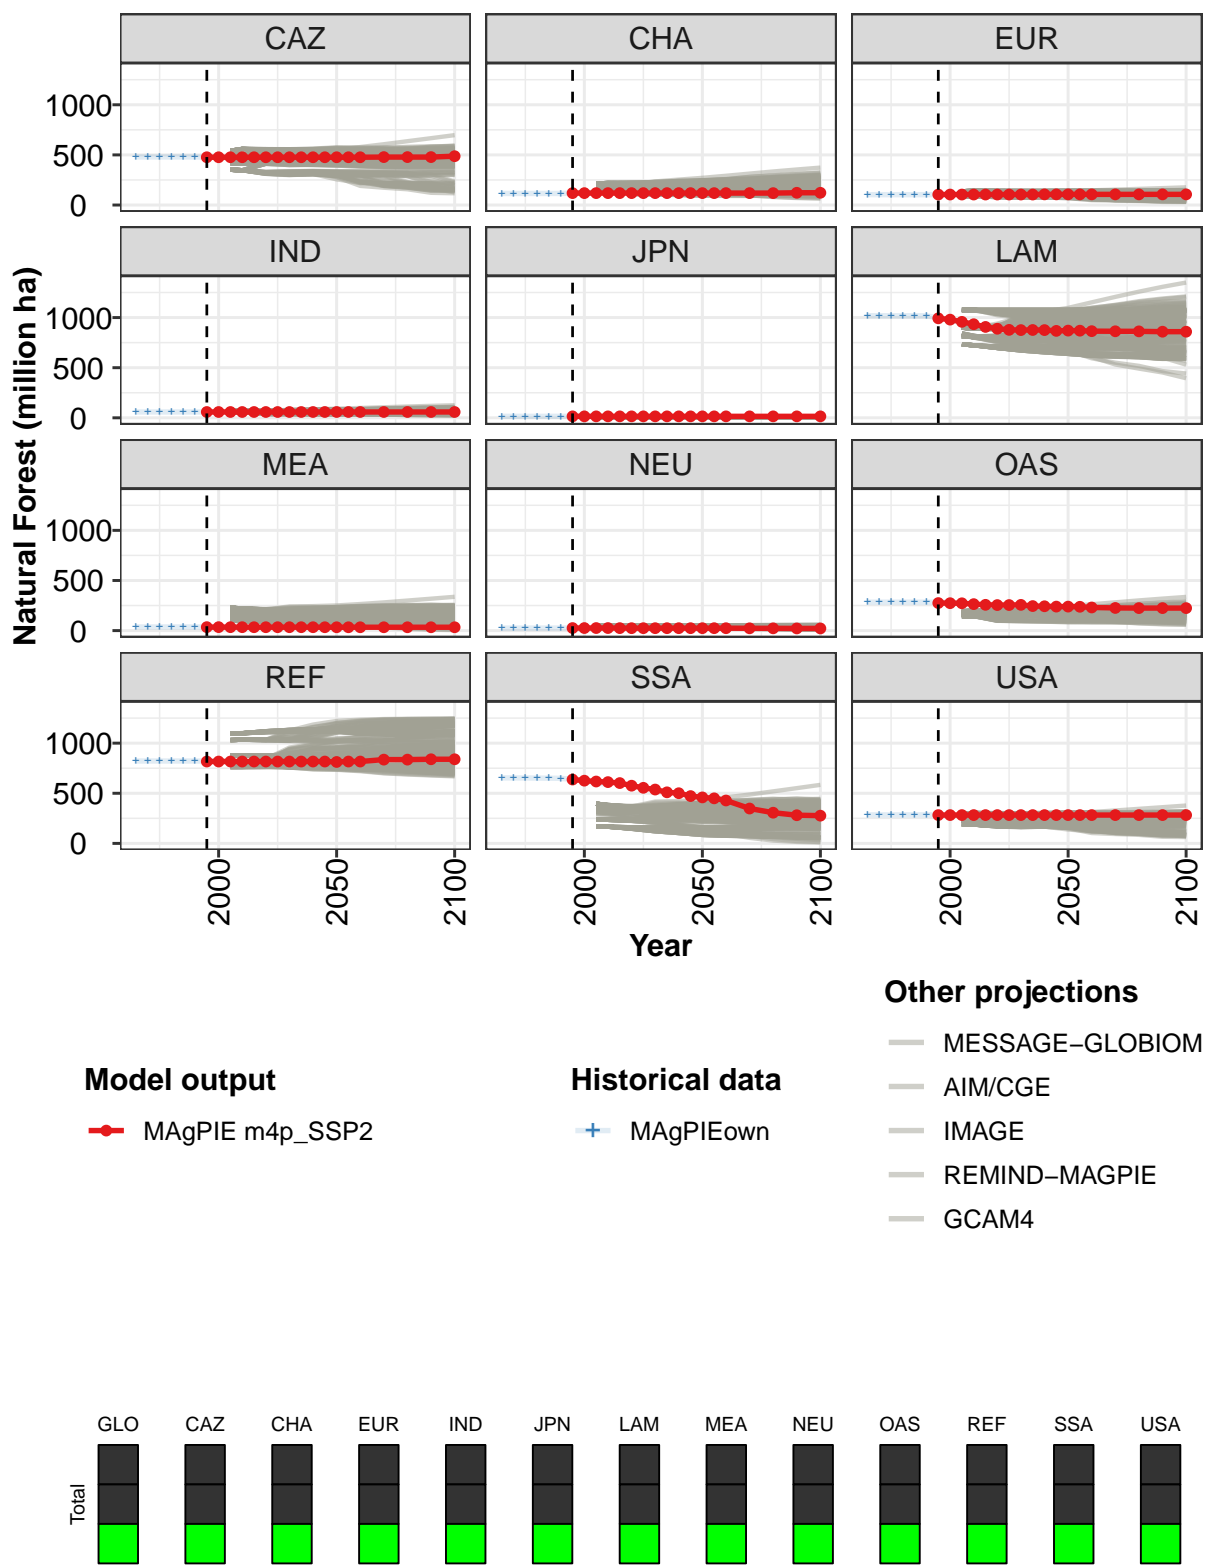 CAZ CHA EUR
1000
500
0
IND JPN LAM
1000
500
0
MEA NEU OAS
1000
500
0
REF SSA USA
1000
500
0
2000 2050 2100 2000 2050 2100 2000 2050 2100
Natural Forest (million ha)
Year
Model output
MAgPIE m4p_SSP2
Historical data
MAgPIEown
Other projections
MESSAGE−GLOBIOM
AIM/CGE
IMAGE
REMIND−MAGPIE
GCAM4
GLO CAZ CHA EUR IND JPN LAM MEA NEU OAS REF SSA USA
Total